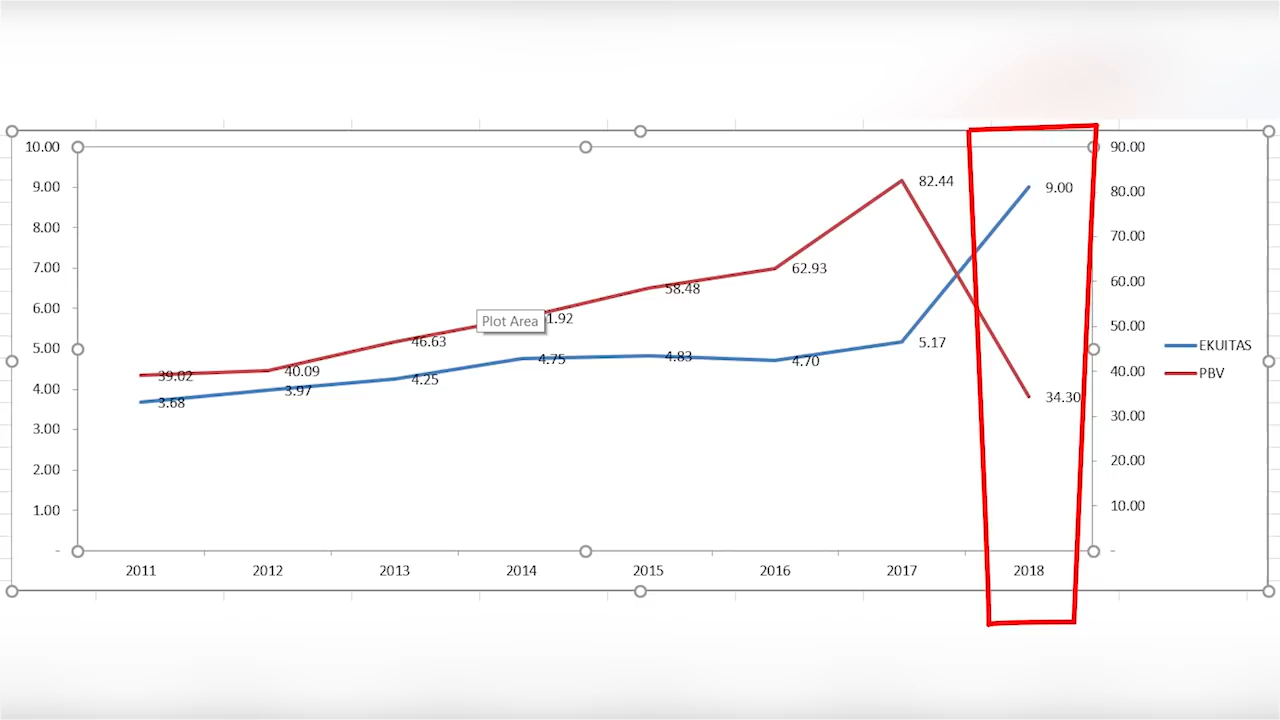 10.00 90.00
9.00 82.44 9.00 80.00
8.00 70.00
7.00 62.93 60.00
6.00 58.48 50.00
Plot Area 1.92
5.00 46.63 4.75 4.83 4.70 5.17 EKUITAS
4.00 39.02 40.09 40.00 PBV
3.68 3.97 4.25 34.30 30.00
3.00
2.00 20.00
1.00 10.00
- -
2011 2012 2013 2014 2015 2016 2017 2018